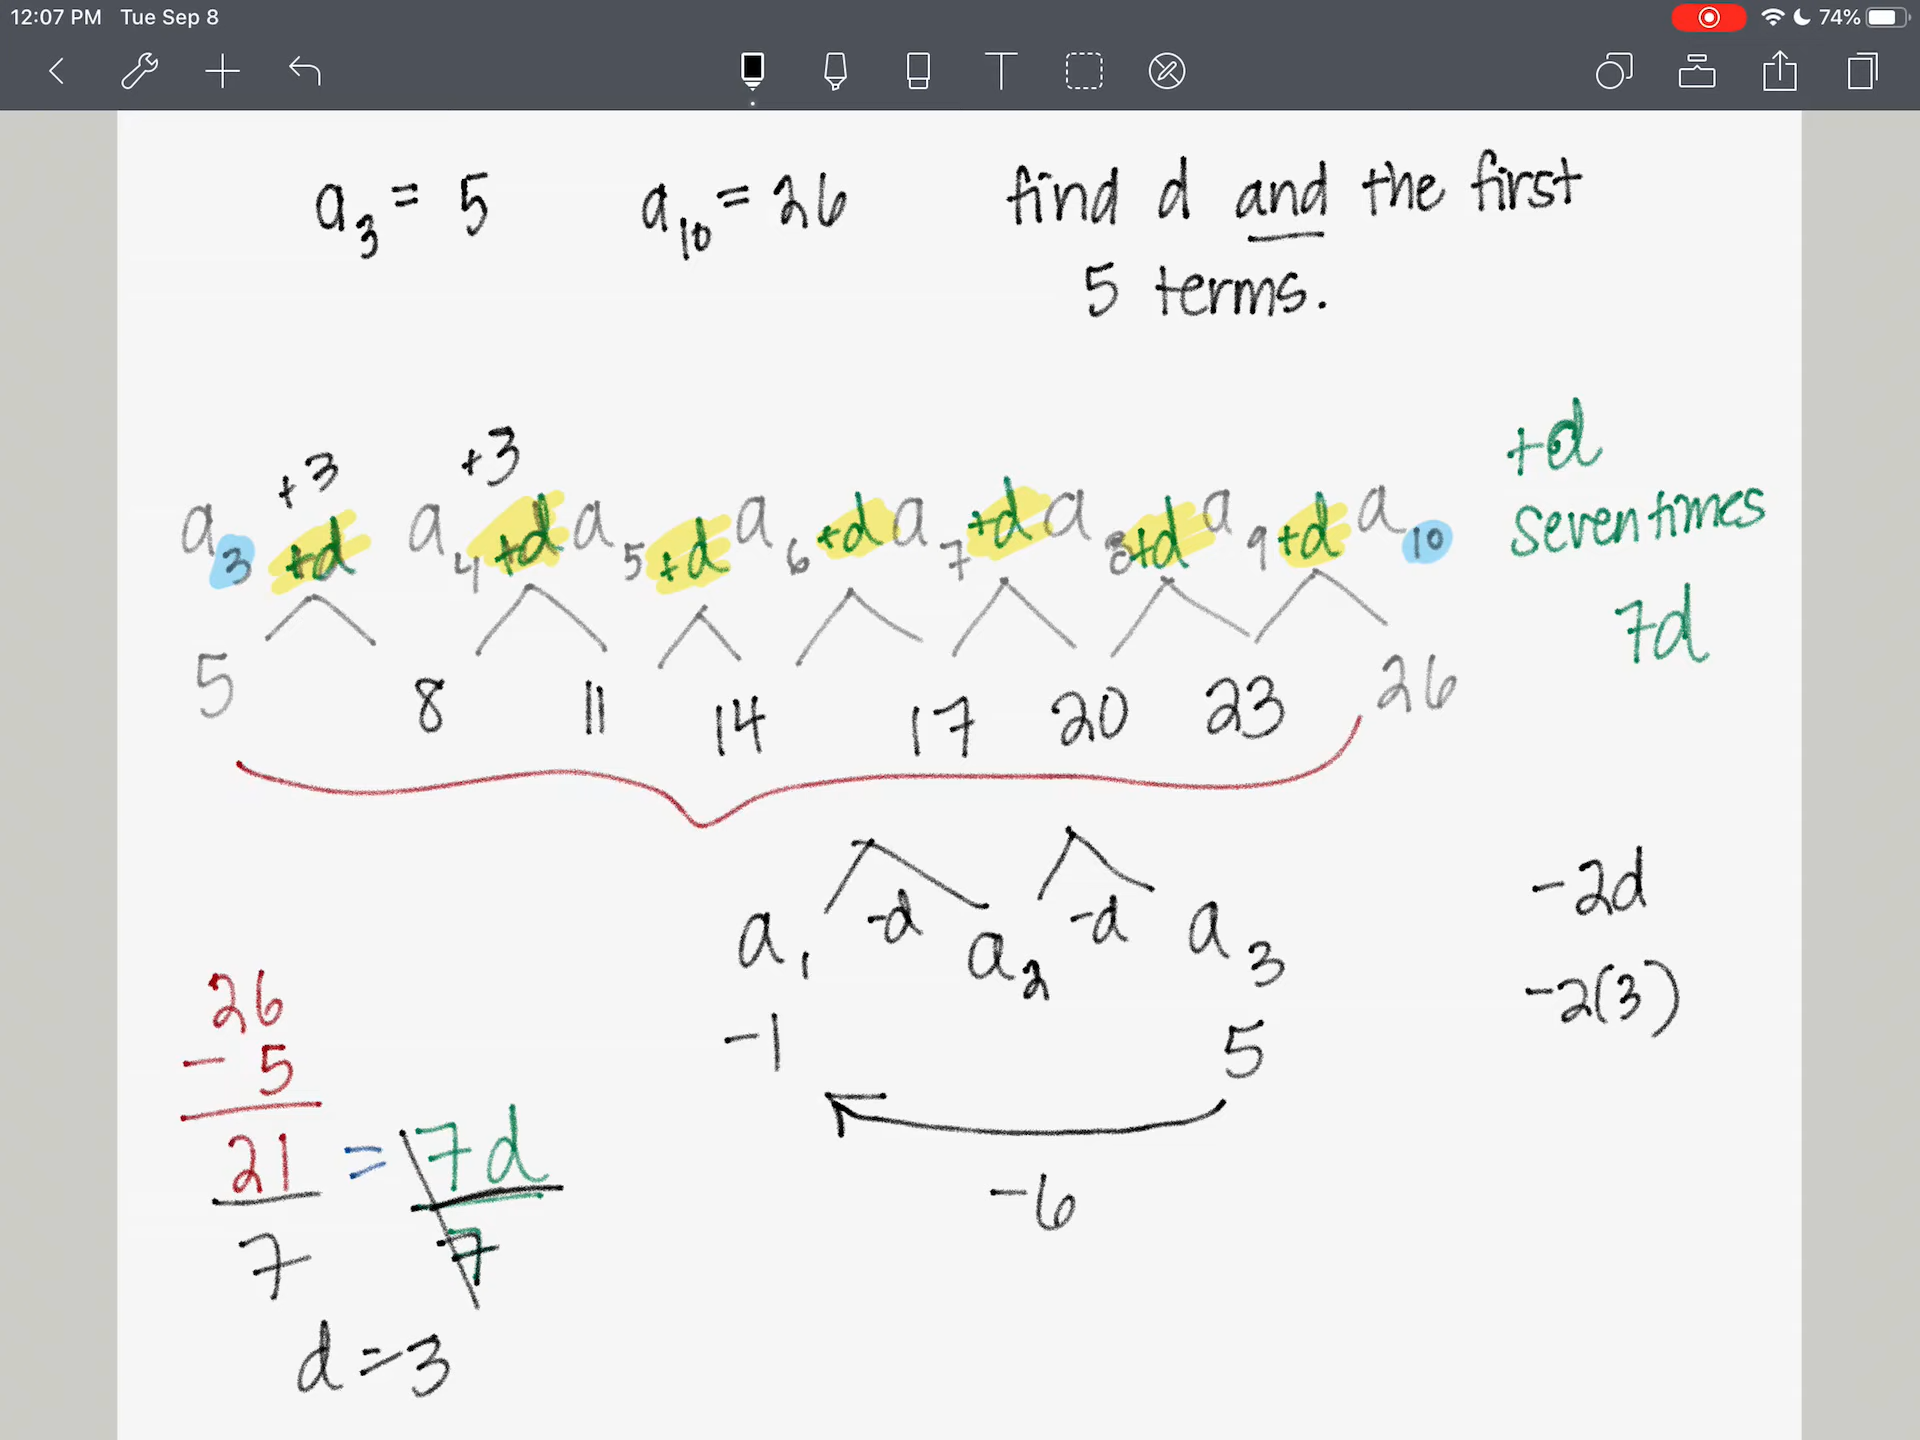 12:07 PM Tue Sep 8 74%
a₃ = 5 a₁₀ = 26 find d and the first
5 terms.
+3 +3
a₃ +d a₄ +d a₅ +d a₆ +d a₇ +d a₈ +d a₉ +d a₁₀
5 8 11 14 17 20 23 26
+d
seven times
7d
a₁ -d a₂ -d a₃
-1 5
-6
-2d
-2(3)
26
- 5
21 = 7d
7 7
d=3